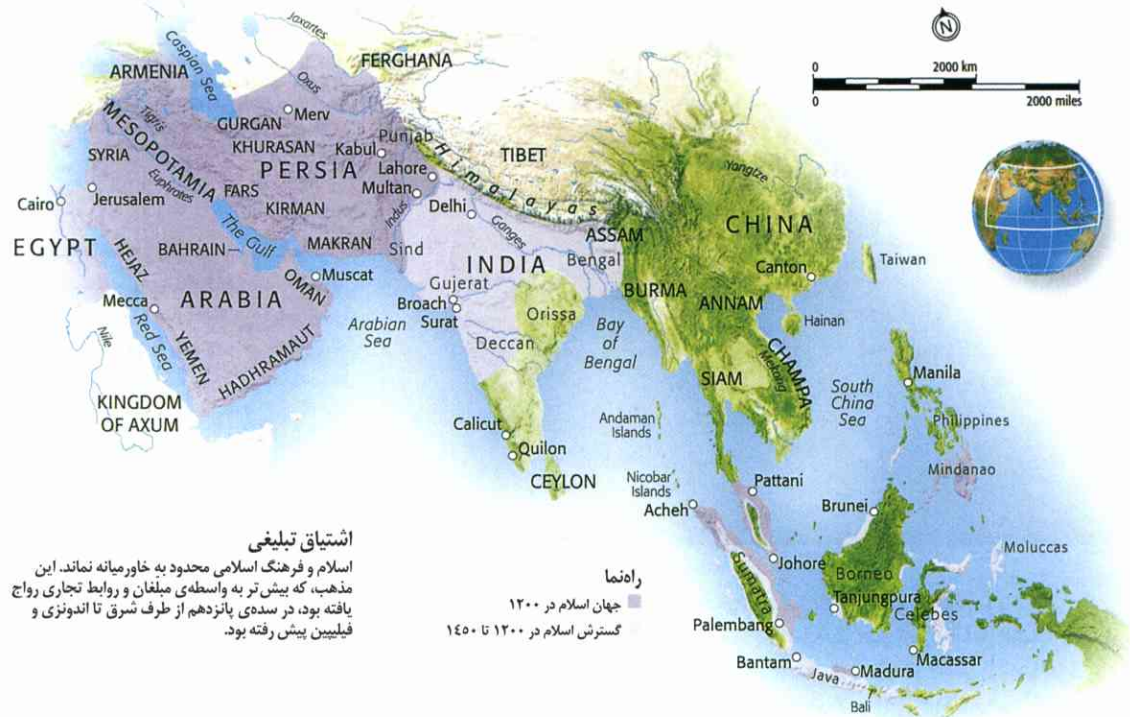 N
0 2000 km
0 2000 miles
Jaxartes
Caspian Sea
Oxus
FERGHANA
ARMENIA
Merv
GURGAN
Tigris
MESOPOTAMIA
KHURASAN
Kabul
Punjab
Himalayas
TIBET
Yangtze
SYRIA
PERSIA
Lahore
Euphrates
FARS
Multan
Cairo
Jerusalem
KIRMAN
Indus
Delhi
Ganges
ASSAM
CHINA
EGYPT
The Gulf
MAKRAN
Sind
INDIA
Bengal
Canton
Taiwan
HEJAZ
BAHRAIN
OMAN
Muscat
Gujerat
BURMA
ANNAM
Mecca
ARABIA
Broach
Surat
Orissa
Hainan
Nile
Red Sea
YEMEN
HADHRAMAUT
Arabian
Sea
Deccan
Bay
of
Bengal
SIAM
Mekong
CHAMPA
South
China
Sea
Manila
Philippines
KINGDOM
OF AXUM
Calicut
Quilon
Andaman
Islands
Mindanao
CEYLON
Nicobar
Islands
Pattani
Acheh
Brunei
Moluccas
Sumatra
Johore
Borneo
Tanjungpura
Celebes
Palembang
Bantam
Java
Madura
Macassar
Bali
اشتیاق تبلیغی
اسلام و فرهنگ اسلامی محدود به خاورمیانه نماند. این
مذهب، که بیش‌تر به واسطه‌ی مبلّغان و روابط تجاری رواج
یافته بود، در سده‌ی پانزدهم از طرف شرق تا اندونزی و
فیلیپین پیش رفته بود.
راه‌نما
جهان اسلام در ۱۲۰۰
گسترش اسلام در ۱۲۰۰ تا ۱٤٥۰